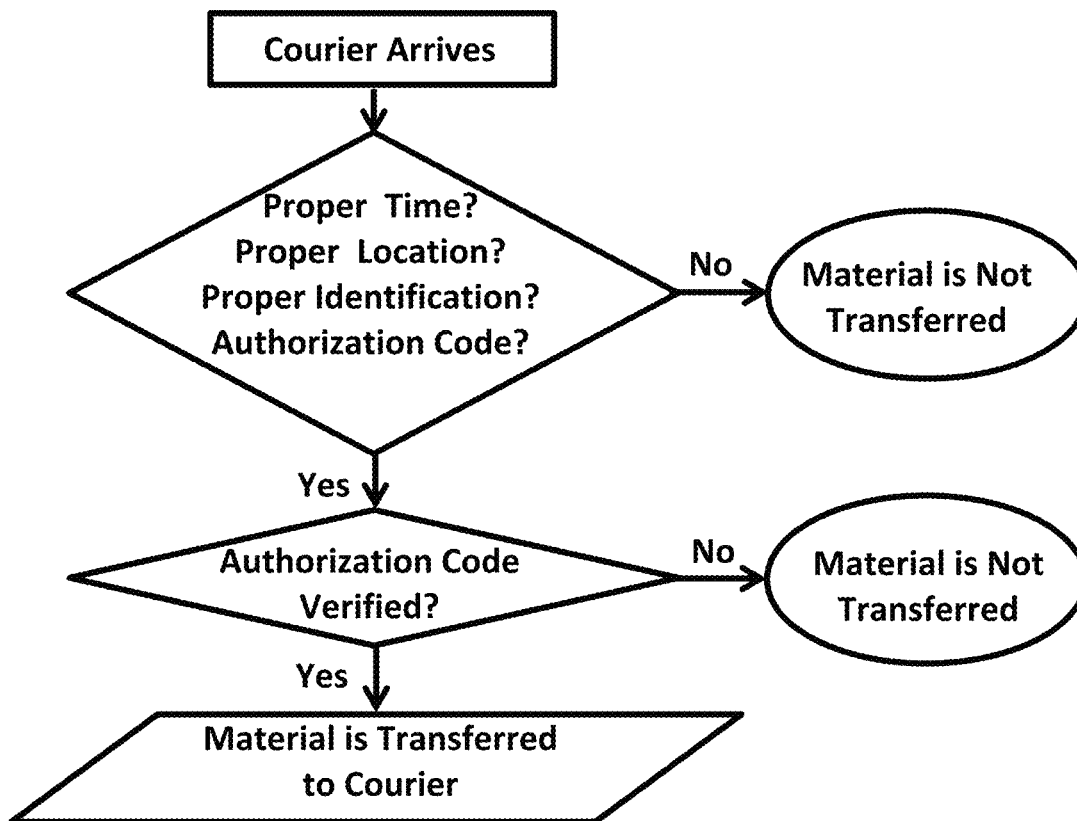 Courier Arrives
Proper Time?
Proper Location?
Proper Identification?
Authorization Code?
No
Material is Not
Transferred
Yes
Authorization Code
Verified?
No
Material is Not
Transferred
Yes
Material is Transferred
to Courier